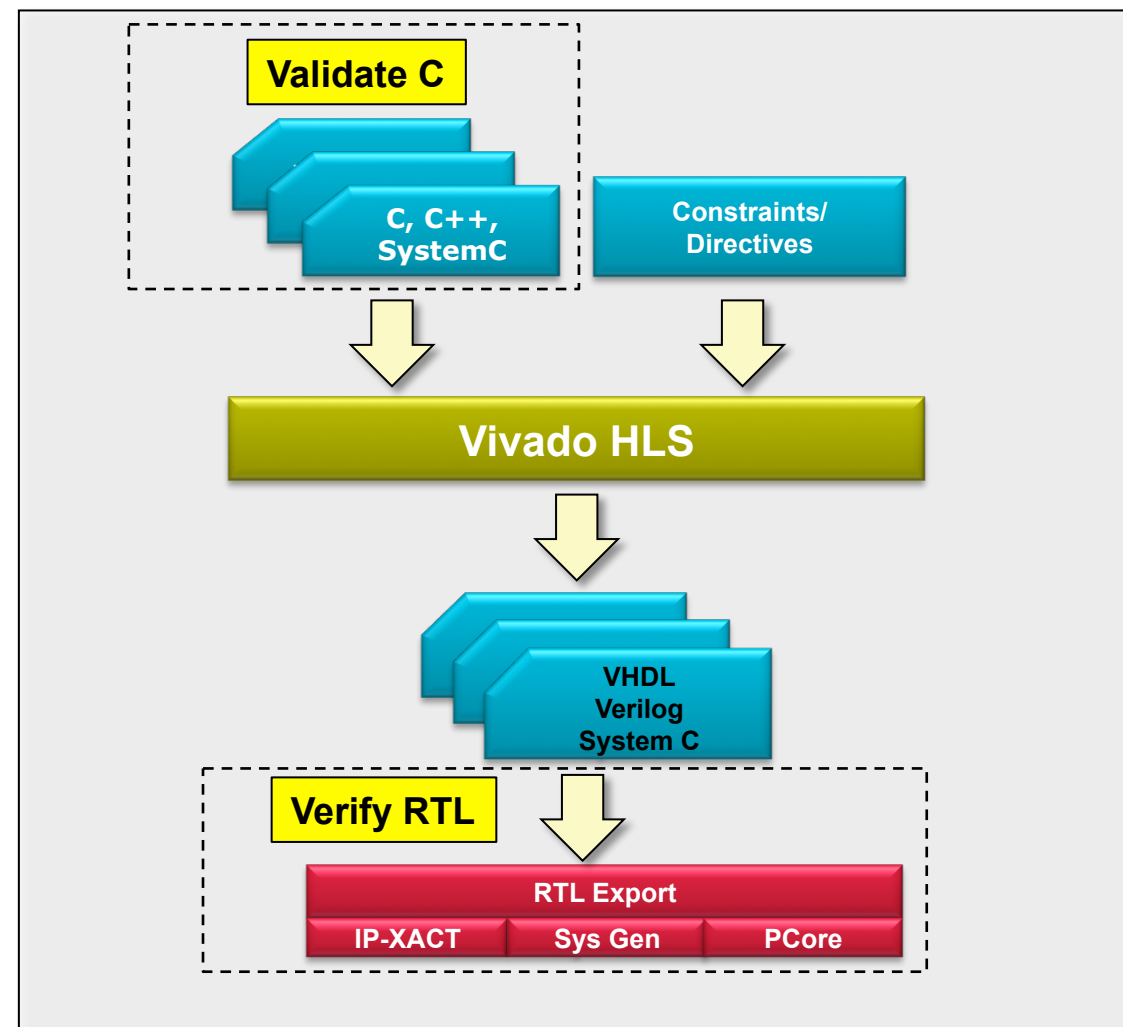 Validate C
C, C++,
SystemC
Constraints/
Directives
Vivado HLS
VHDL
Verilog
System C
Verify RTL
RTL Export
IP-XACT
Sys Gen
PCore